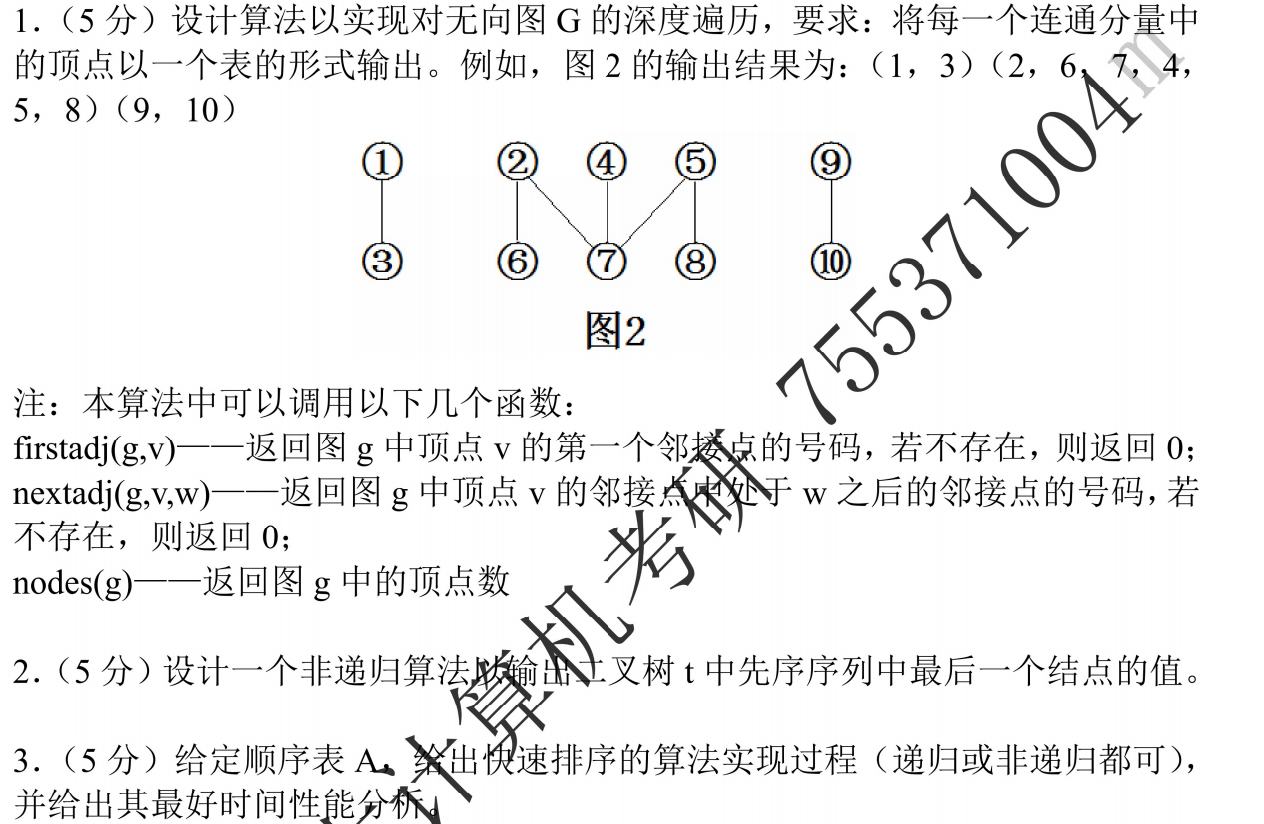 1.（5 分）设计算法以实现对无向图 G 的深度遍历，要求：将每一个连通分量中
的顶点以一个表的形式输出。例如，图 2 的输出结果为：（1，3）（2，6，7，4，
5，8）（9，10）
① ② ④ ⑤ ⑨
③ ⑥ ⑦ ⑧ ⑩
图2
注：本算法中可以调用以下几个函数：
firstadj(g,v)——返回图 g 中顶点 v 的第一个邻接点的号码，若不存在，则返回 0；
nextadj(g,v,w)——返回图 g 中顶点 v 的邻接点中处于 w 之后的邻接点的号码，若
不存在，则返回 0；
nodes(g)——返回图 g 中的顶点数
2.（5 分）设计一个非递归算法以输出二叉树 t 中先序序列中最后一个结点的值。
3.（5 分）给定顺序表 A，给出快速排序的算法实现过程（递归或非递归都可），
并给出其最好时间性能分析。
计算机考研 755371004